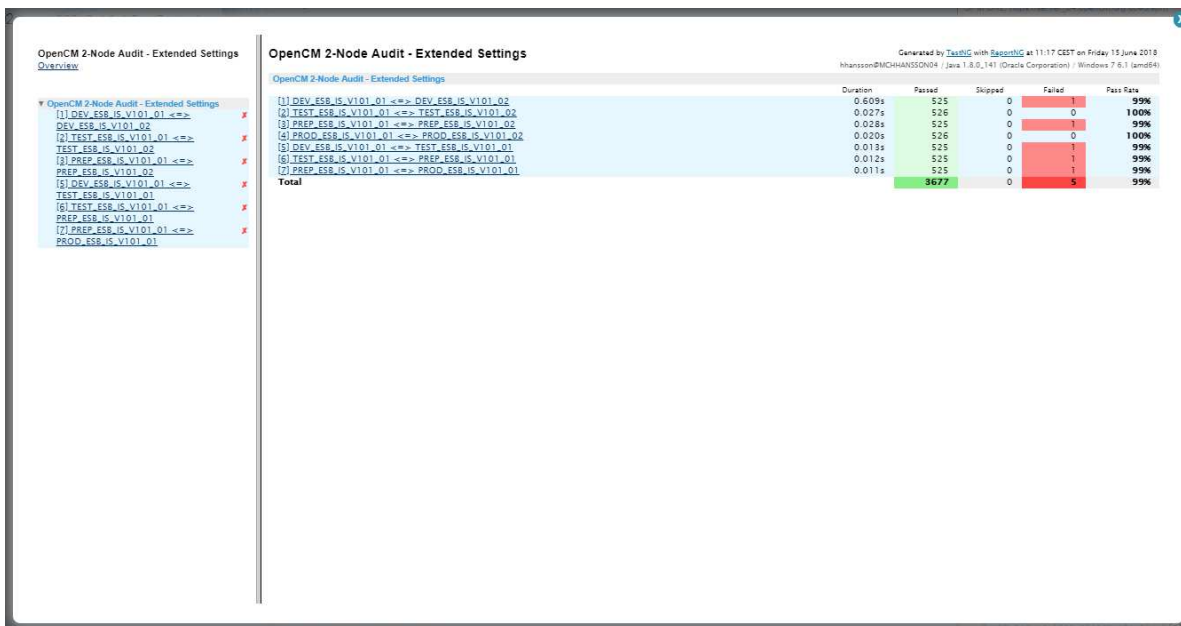 OpenCM 2-Node Audit - Extended Settings
Overview
▼ OpenCM 2-Node Audit - Extended Settings
[1] DEV_ESB_IS_V101_01 <=> ✗
DEV_ESB_IS_V101_02
[2] TEST_ESB_IS_V101_01 <=> ✗
TEST_ESB_IS_V101_02
[3] PREP_ESB_IS_V101_01 <=> ✗
PREP_ESB_IS_V101_02
[5] DEV_ESB_IS_V101_01 <=> ✗
TEST_ESB_IS_V101_01
[6] TEST_ESB_IS_V101_01 <=> ✗
PREP_ESB_IS_V101_01
[7] PREP_ESB_IS_V101_01 <=> ✗
PROD_ESB_IS_V101_01
OpenCM 2-Node Audit - Extended Settings
Generated by TestNG with ReportNG at 11:17 CEST on Friday 15 June 2018
hhansson@MCHHANSSON04 / Java 1.8.0_141 (Oracle Corporation) / Windows 7 6.1 (amd64)
OpenCM 2-Node Audit - Extended Settings
Duration Passed Skipped Failed Pass Rate
[1] DEV_ESB_IS_V101_01 <=> DEV_ESB_IS_V101_02 0.609s 525 0 1 99%
[2] TEST_ESB_IS_V101_01 <=> TEST_ESB_IS_V101_02 0.027s 526 0 0 100%
[3] PREP_ESB_IS_V101_01 <=> PREP_ESB_IS_V101_02 0.028s 525 0 1 99%
[4] PROD_ESB_IS_V101_01 <=> PROD_ESB_IS_V101_02 0.020s 526 0 0 100%
[5] DEV_ESB_IS_V101_01 <=> TEST_ESB_IS_V101_01 0.013s 525 0 1 99%
[6] TEST_ESB_IS_V101_01 <=> PREP_ESB_IS_V101_01 0.012s 525 0 1 99%
[7] PREP_ESB_IS_V101_01 <=> PROD_ESB_IS_V101_01 0.011s 525 0 1 99%
Total 3677 0 5 99%